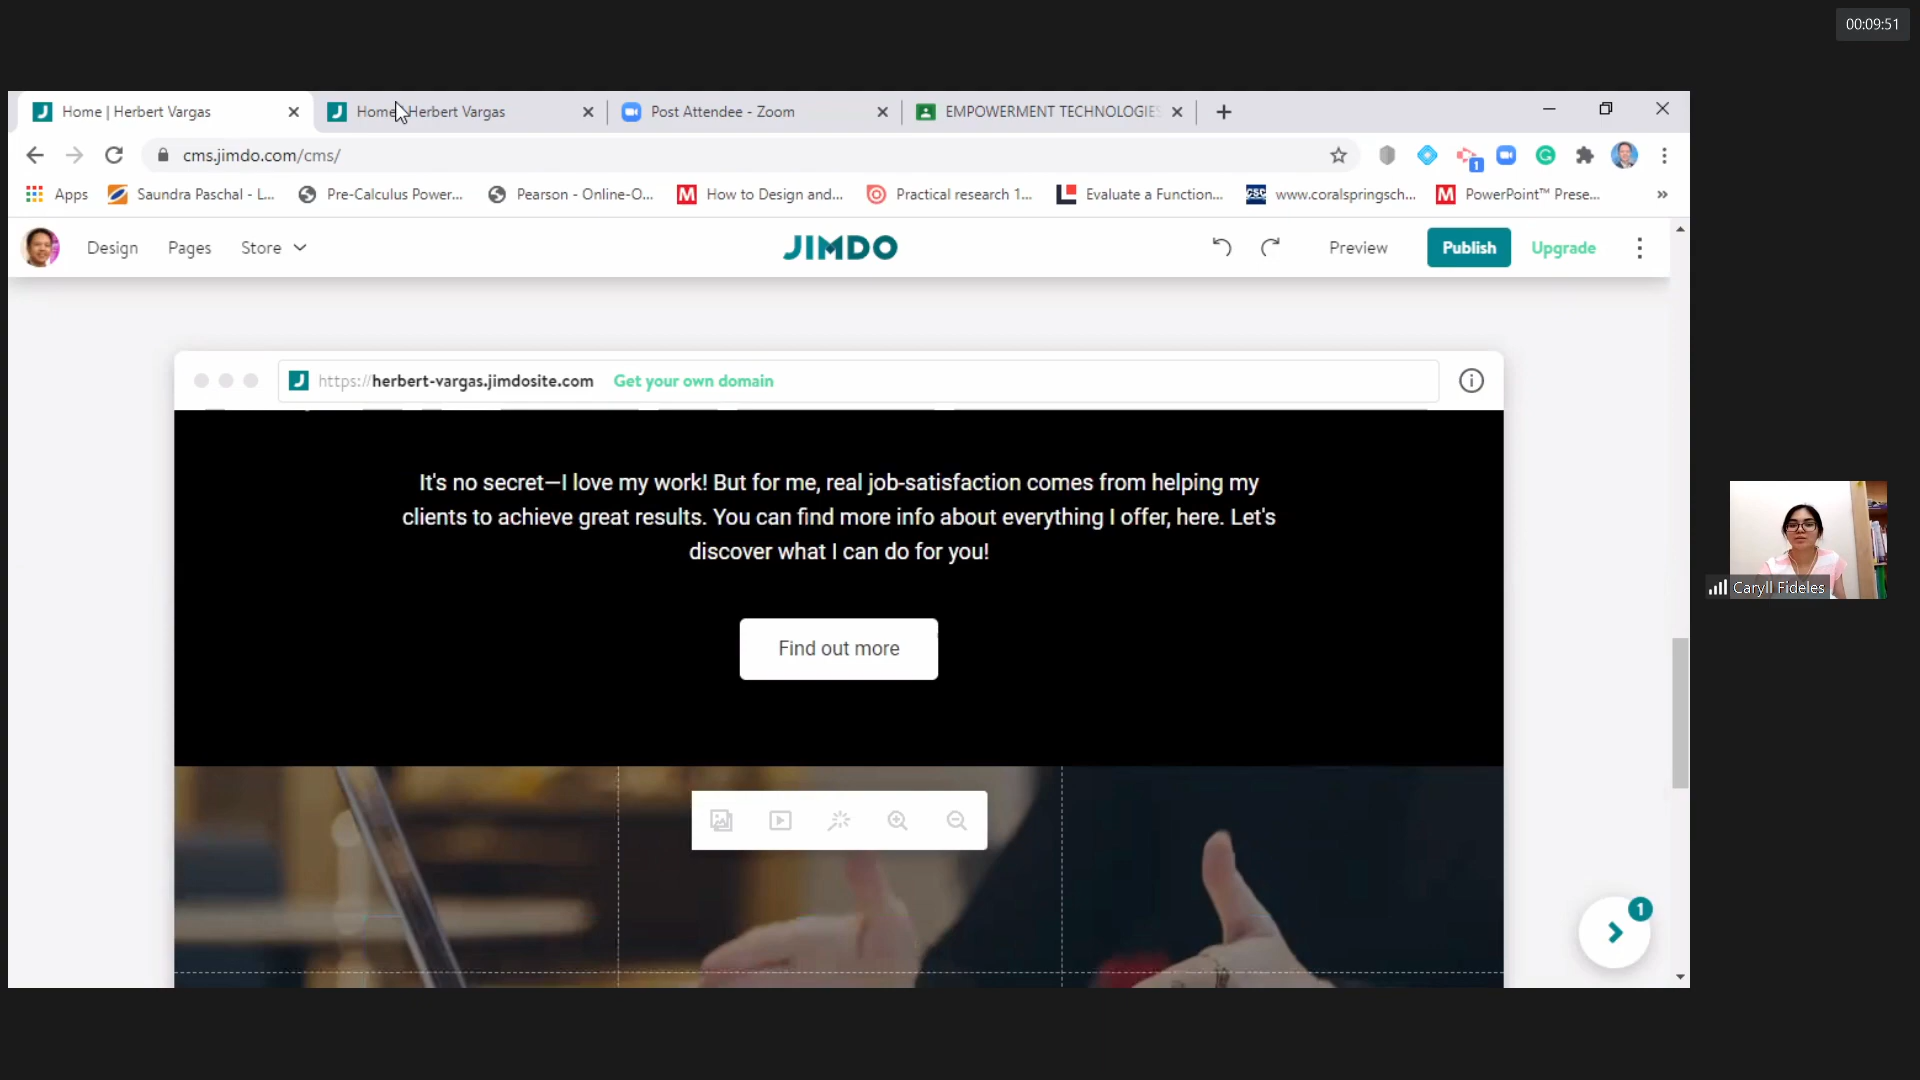 00:09:51
Home | Herbert Vargas
Home | Herbert Vargas
Post Attendee - Zoom
EMPOWERMENT TECHNOLOGIES
cms.jimdo.com/cms/
1
Apps
Saundra Paschal - L...
Pre-Calculus Power...
Pearson - Online-O...
How to Design and...
Practical research 1...
Evaluate a Function...
www.coralspringsch...
PowerPoint™ Prese...
Design
Pages
Store
JIMDO
Preview
Publish
Upgrade
https://herbert-vargas.jimdosite.com
Get your own domain
It's no secret—I love my work! But for me, real job-satisfaction comes from helping my
clients to achieve great results. You can find more info about everything I offer, here. Let's
discover what I can do for you!
Find out more
Caryll Fideles
1